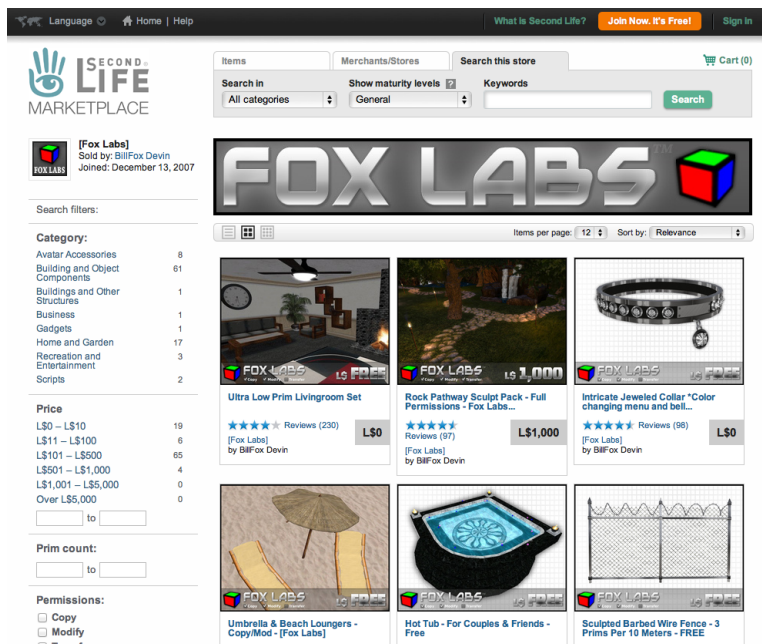 Language
Home | Help
What is Second Life?
Join Now. It's Free!
Sign in
SECOND
LIFE
MARKETPLACE
Items
Merchants/Stores
Search this store
Cart (0)
Search in
Show maturity levels ?
Keywords
All categories
General
Search
FOX LABS
[Fox Labs]
Sold by: BillFox Devin
Joined: December 13, 2007
FOX LABS™
Search filters:
Items per page: 12
Sort by: Relevance
Category:
Avatar Accessories 8
Building and Object
Components 61
Buildings and Other
Structures 1
Business 1
Gadgets 1
Home and Garden 17
Recreation and
Entertainment 3
Scripts 2
Price
L$0 – L$10 19
L$11 – L$100 6
L$101 – L$500 65
L$501 – L$1,000 4
L$1,001 – L$5,000 0
Over L$5,000 0
to
Prim count:
to
Permissions:
Copy
Modify
FOX LABS
Copy Modify Transfer
L$ FREE
Ultra Low Prim Livingroom Set
Reviews (230)
L$0
[Fox Labs]
by BillFox Devin
FOX LABS
Copy Modify Transfer
L$ 1,000
Rock Pathway Sculpt Pack - Full
Permissions - Fox Labs...
Reviews (97)
L$1,000
[Fox Labs]
by BillFox Devin
FOX LABS
L$ FREE
Intricate Jeweled Collar *Color
changing menu and bell...
Reviews (98)
L$0
[Fox Labs]
by BillFox Devin
FOX LABS
L$ FREE
Umbrella & Beach Loungers -
Copy/Mod - [Fox Labs]
FOX LABS
L$ FREE
Hot Tub - For Couples & Friends -
Free
FOX LABS
L$ FREE
Sculpted Barbed Wire Fence - 3
Prims Per 10 Meters - FREE